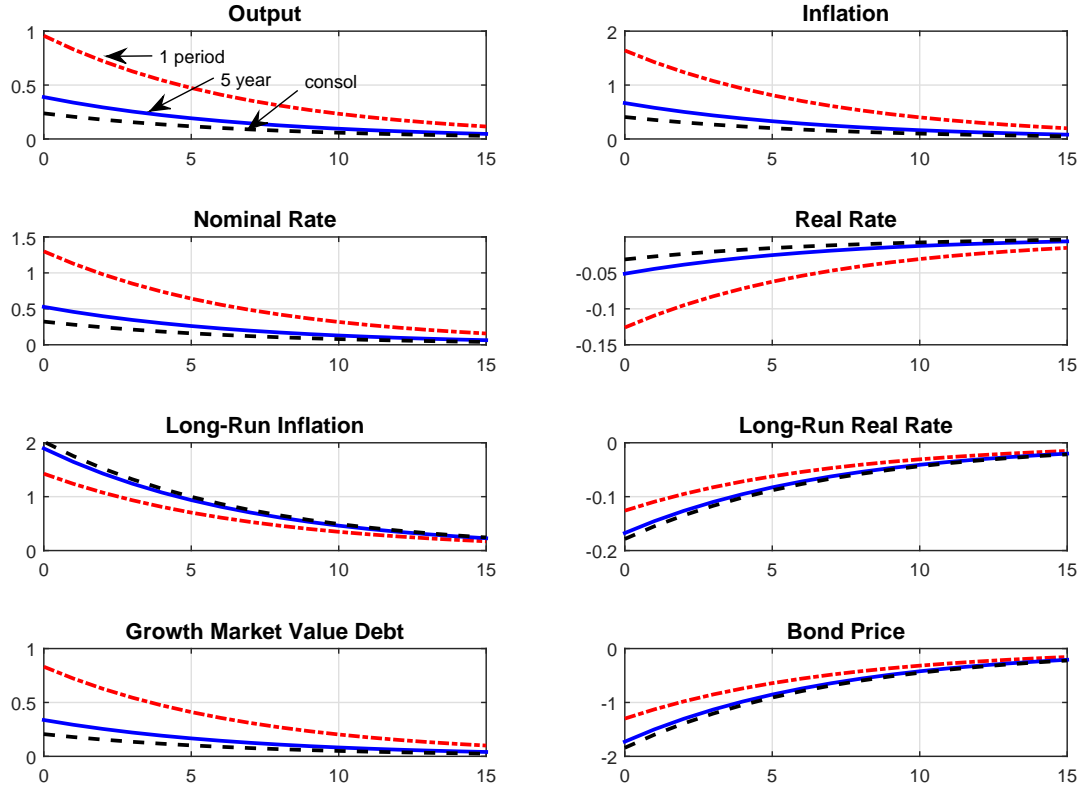 Output
1
0.5
0
0 5 10 15
1 period
5 year
consol
Inflation
2
1
0
0 5 10 15
Nominal Rate
1.5
1
0.5
0
0 5 10 15
Real Rate
-0.05
-0.1
-0.15
0 5 10 15
Long-Run Inflation
2
1
0
0 5 10 15
Long-Run Real Rate
0
-0.1
-0.2
0 5 10 15
Growth Market Value Debt
1
0.5
0
0 5 10 15
Bond Price
0
-1
-2
0 5 10 15